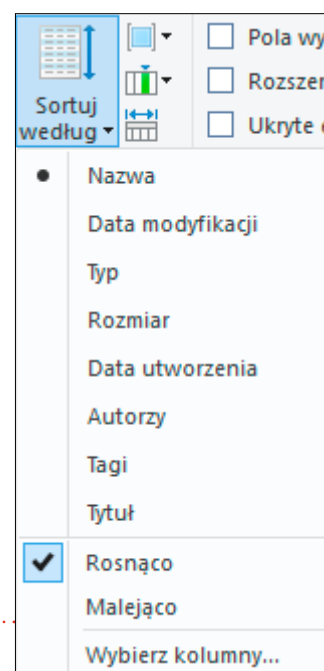 Pola wy
Rozszer
Ukryte
Sortuj
według
Nazwa
Data modyfikacji
Typ
Rozmiar
Data utworzenia
Autorzy
Tagi
Tytuł
Rosnąco
Malejąco
Wybierz kolumny...